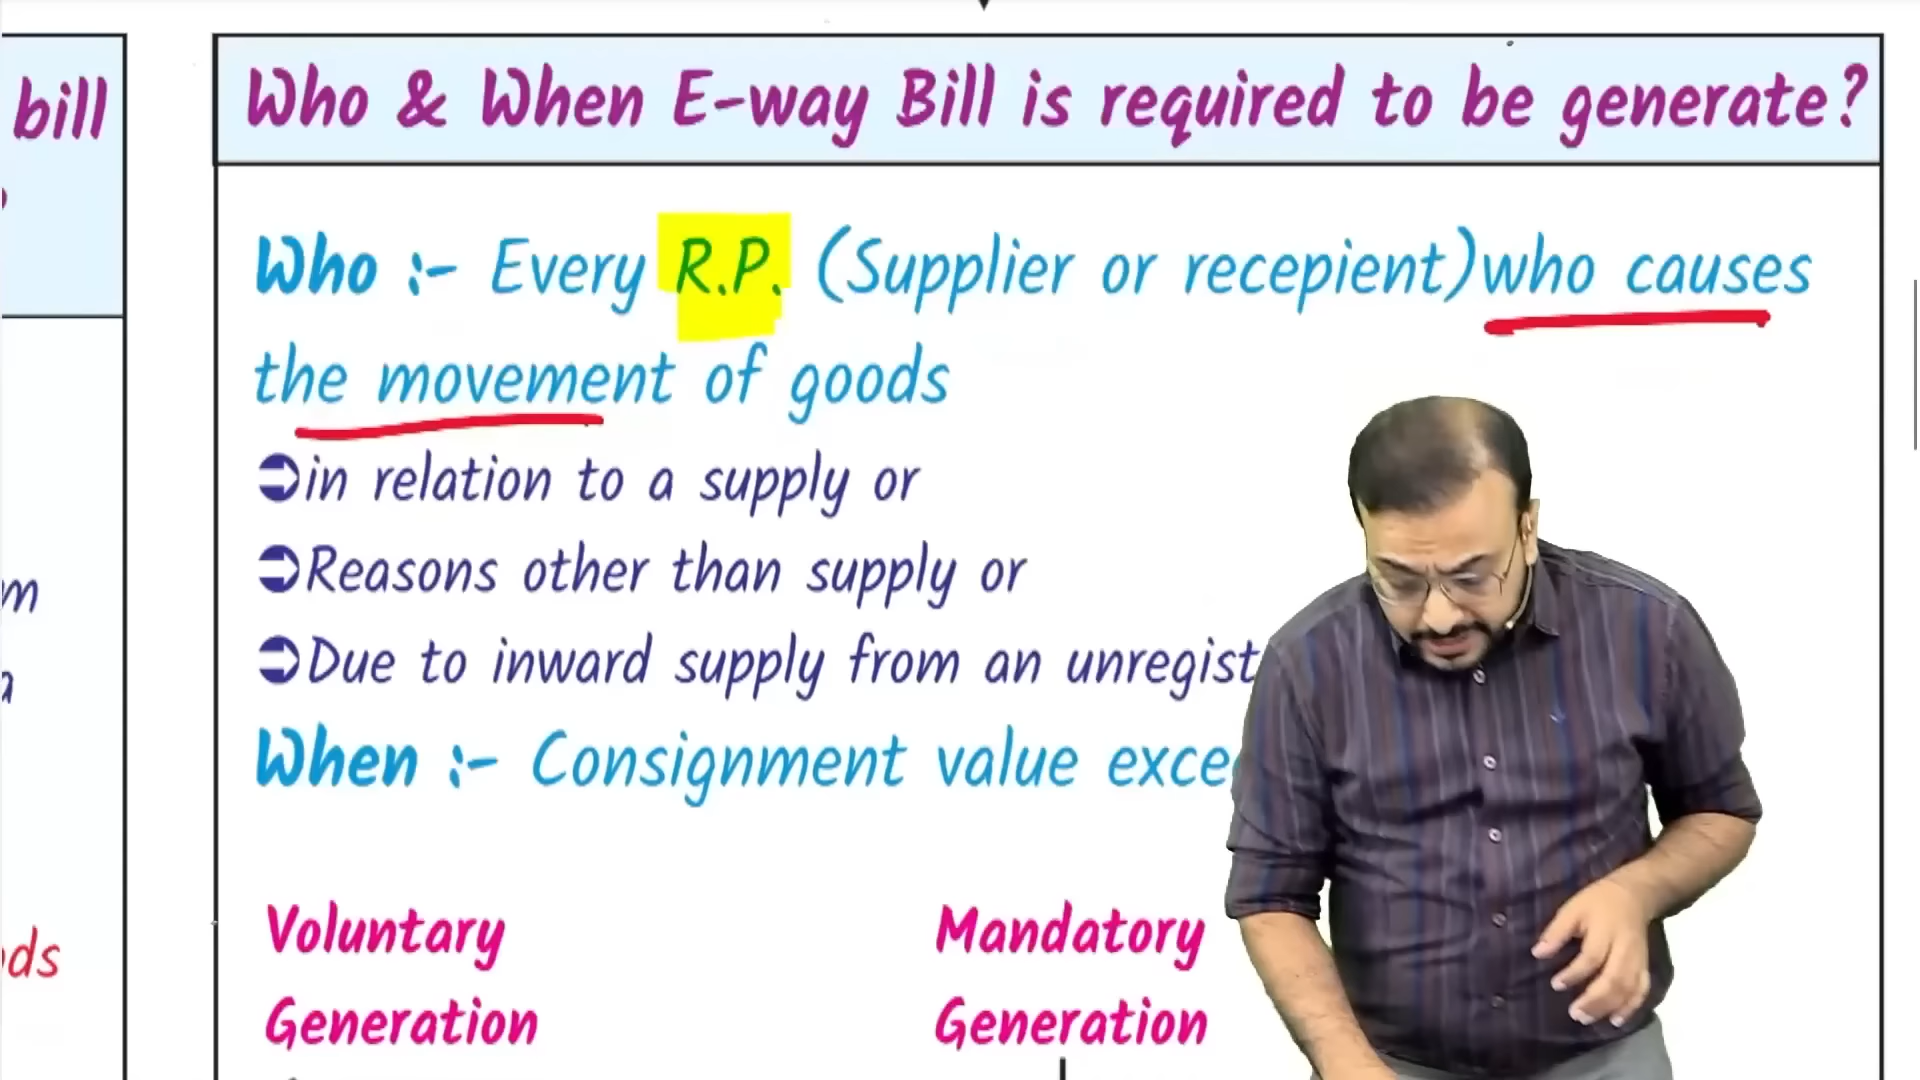 bill
Who & When E-way Bill is required to be generate?
Who :- Every R.P. (Supplier or recepient)who causes
the movement of goods
in relation to a supply or
Reasons other than supply or
Due to inward supply from an unregist
When :- Consignment value exce
Voluntary
Generation
Mandatory
Generation
m
a
ds